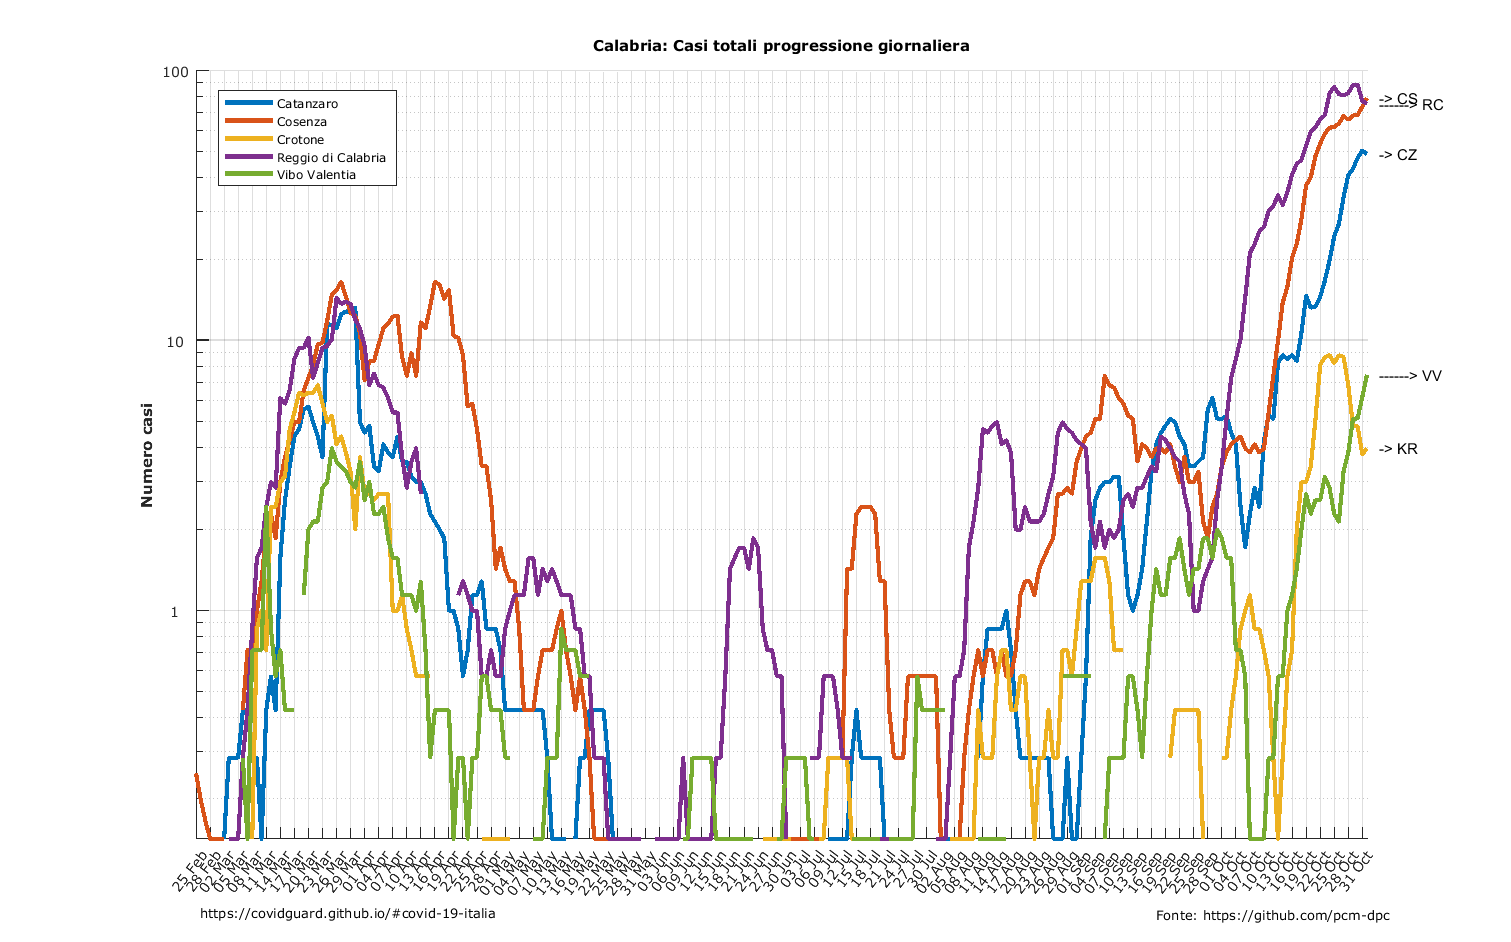 Calabria: Casi totali progressione giornaliera
100
10
1
Numero casi
Catanzaro
Cosenza
Crotone
Reggio di Calabria
Vibo Valentia
-> CS
------> RC
-> CZ
------> VV
-> KR
25 Feb
28 Feb
02 Mar
05 Mar
08 Mar
11 Mar
14 Mar
17 Mar
20 Mar
23 Mar
26 Mar
29 Mar
01 Apr
04 Apr
07 Apr
10 Apr
13 Apr
16 Apr
19 Apr
22 Apr
25 Apr
28 Apr
01 May
04 May
07 May
10 May
13 May
16 May
19 May
22 May
25 May
28 May
31 May
03 Jun
06 Jun
09 Jun
12 Jun
15 Jun
18 Jun
21 Jun
24 Jun
27 Jun
30 Jun
03 Jul
06 Jul
09 Jul
12 Jul
15 Jul
18 Jul
21 Jul
24 Jul
27 Jul
30 Jul
02 Aug
05 Aug
08 Aug
11 Aug
14 Aug
17 Aug
20 Aug
23 Aug
26 Aug
29 Aug
01 Sep
04 Sep
07 Sep
10 Sep
13 Sep
16 Sep
19 Sep
22 Sep
25 Sep
28 Sep
01 Oct
04 Oct
07 Oct
10 Oct
13 Oct
16 Oct
19 Oct
22 Oct
25 Oct
28 Oct
31 Oct
https://covidguard.github.io/#covid-19-italia
Fonte: https://github.com/pcm-dpc